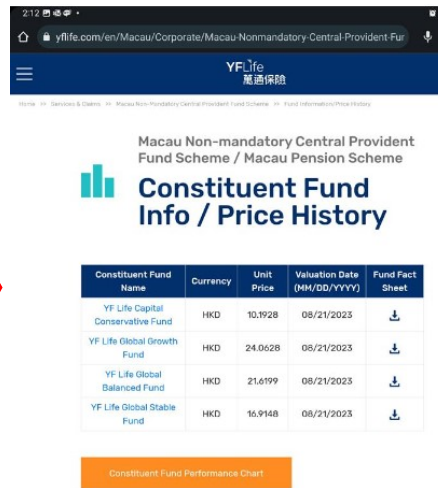 2:12
yflife.com/en/Macau/Corporate/Macau-Nonmandatory-Central-Provident-Fur
YFLife
萬通保險
Home >> Services & Claims >> Macau Non-Mandatory Central Provident Fund Scheme >> Fund Information/Price History
Macau Non-mandatory Central Provident
Fund Scheme / Macau Pension Scheme
Constituent Fund
Info / Price History
Constituent Fund Name Currency Unit Price Valuation Date (MM/DD/YYYY) Fund Fact Sheet
YF Life Capital Conservative Fund HKD 10.1928 08/21/2023
YF Life Global Growth Fund HKD 24.0628 08/21/2023
YF Life Global Balanced Fund HKD 21.6199 08/21/2023
YF Life Global Stable Fund HKD 16.9148 08/21/2023
Constituent Fund Performance Chart